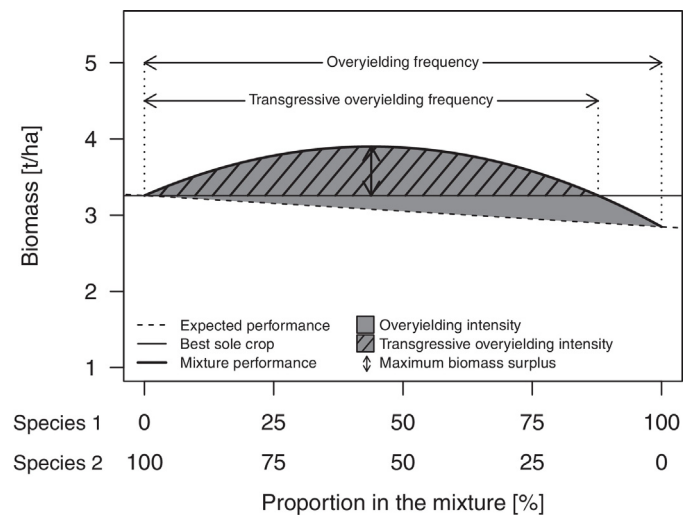 Overyielding frequency
Transgressive overyielding frequency
Biomass [t/ha]
5
4
3
2
1
Expected performance
Best sole crop
Mixture performance
Overyielding intensity
Transgressive overyielding intensity
Maximum biomass surplus
Species 1 0 25 50 75 100
Species 2 100 75 50 25 0
Proportion in the mixture [%]